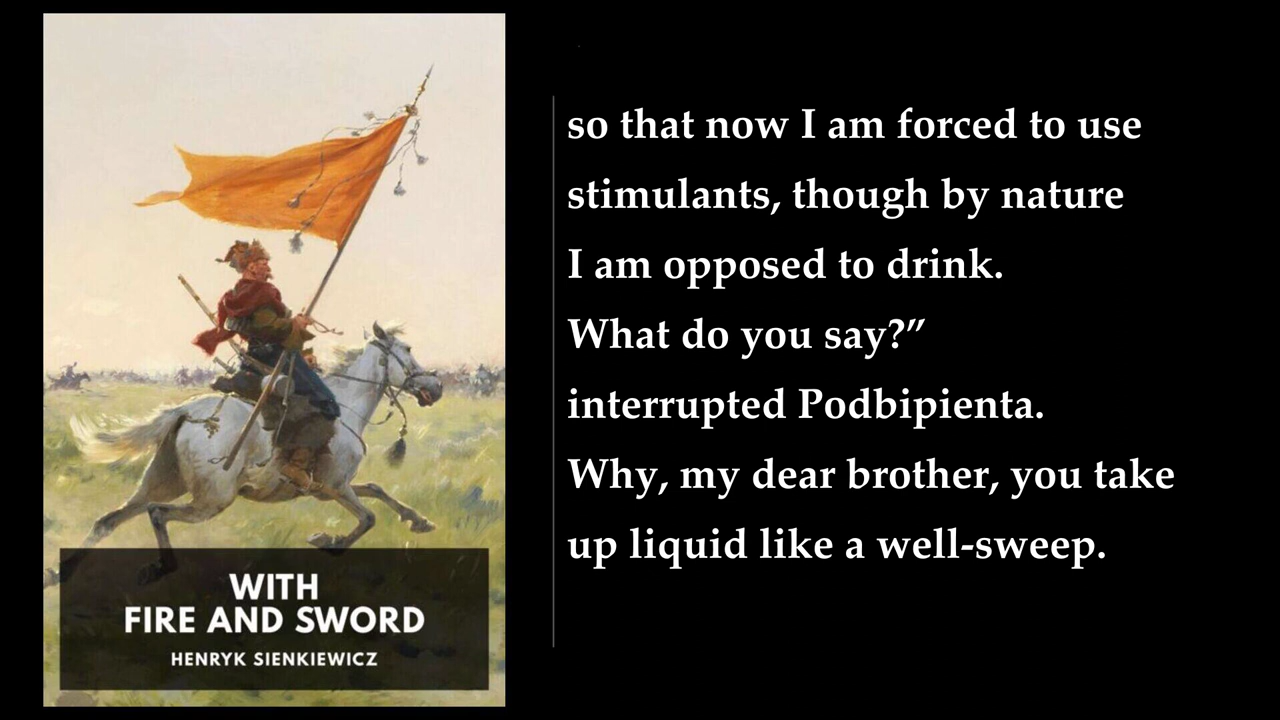 WITH
FIRE AND SWORD
HENRYK SIENKIEWICZ
so that now I am forced to use
stimulants, though by nature
I am opposed to drink.
What do you say?”
interrupted Podbipienta.
Why, my dear brother, you take
up liquid like a well-sweep.